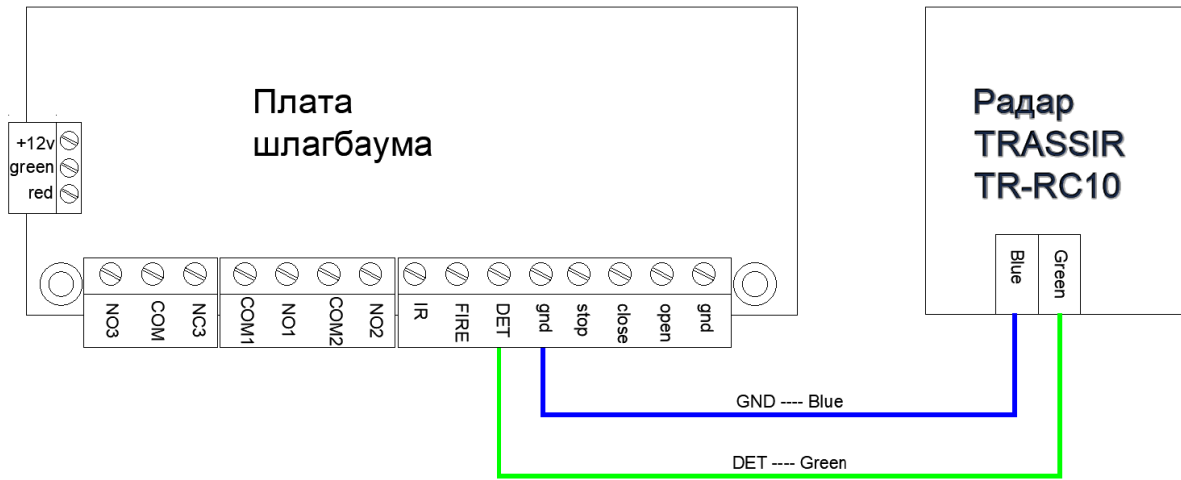 Плата
шлагбаума
Радар
TRASSIR
TR-RC10
+12v
green
red
Blue
Green
NO3
COM
NC3
COM1
NO1
COM2
NO2
IR
FIRE
DET
gnd
stop
close
open
gnd
GND ---- Blue
DET ---- Green